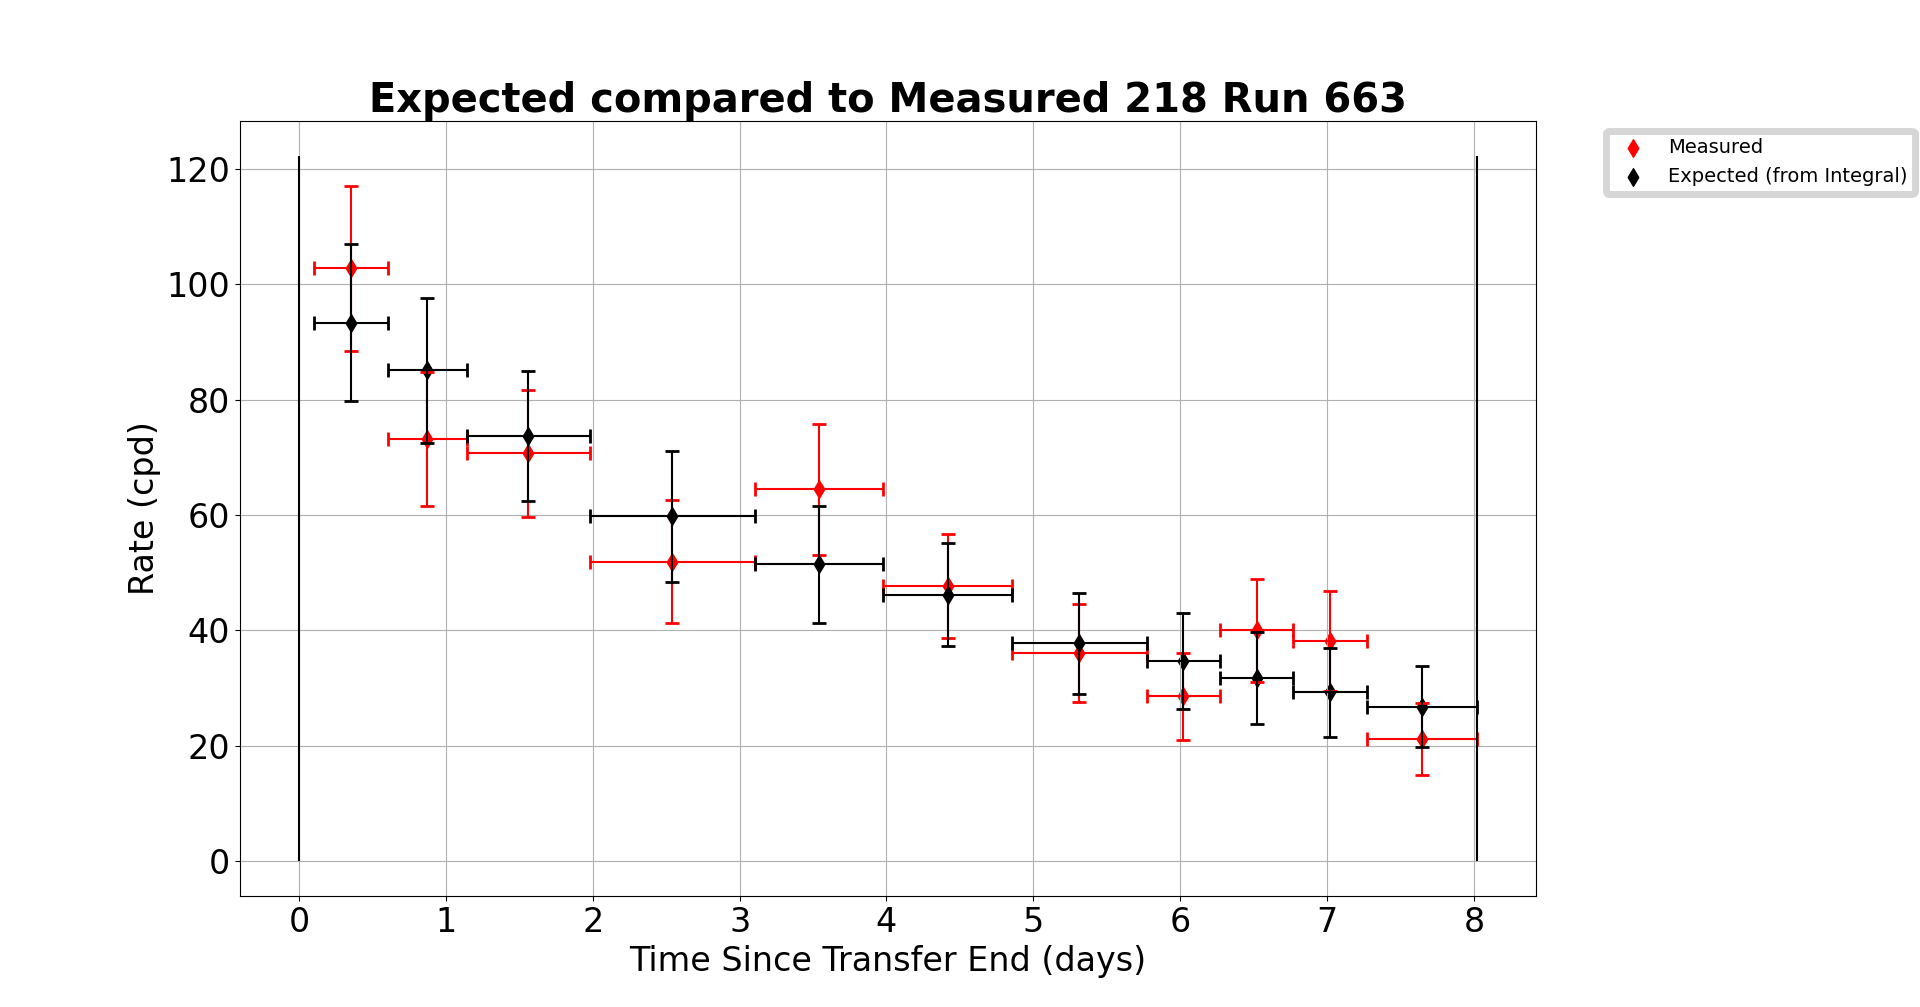 Expected compared to Measured 218 Run 663
Measured
Expected (from Integral)
120
100
80
60
40
20
0
Rate (cpd)
0 1 2 3 4 5 6 7 8
Time Since Transfer End (days)